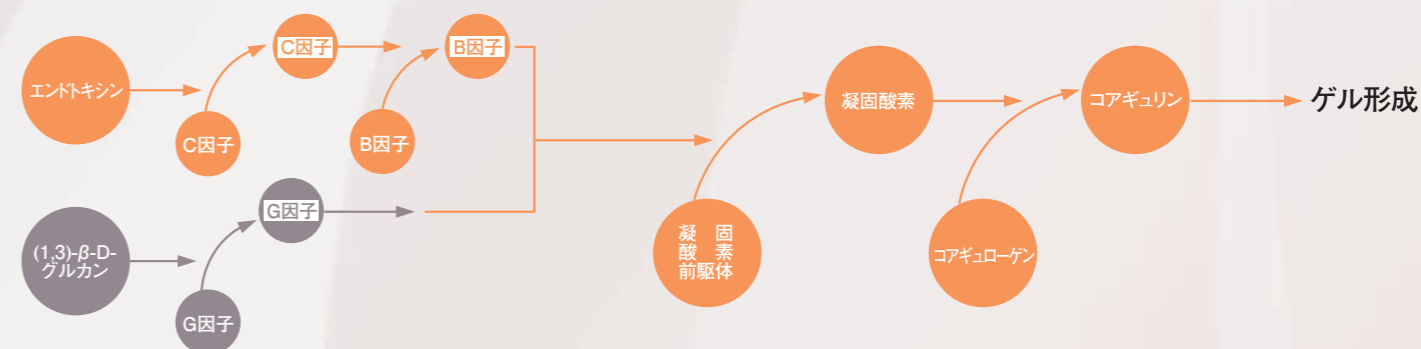 エンドトキシン
C因子
C因子
B因子
B因子
(1,3)-β-D-
グルカン
G因子
G因子
凝　固
酸　素
前駆体
凝固酸素
コアギュローゲン
コアギュリン
ゲル形成